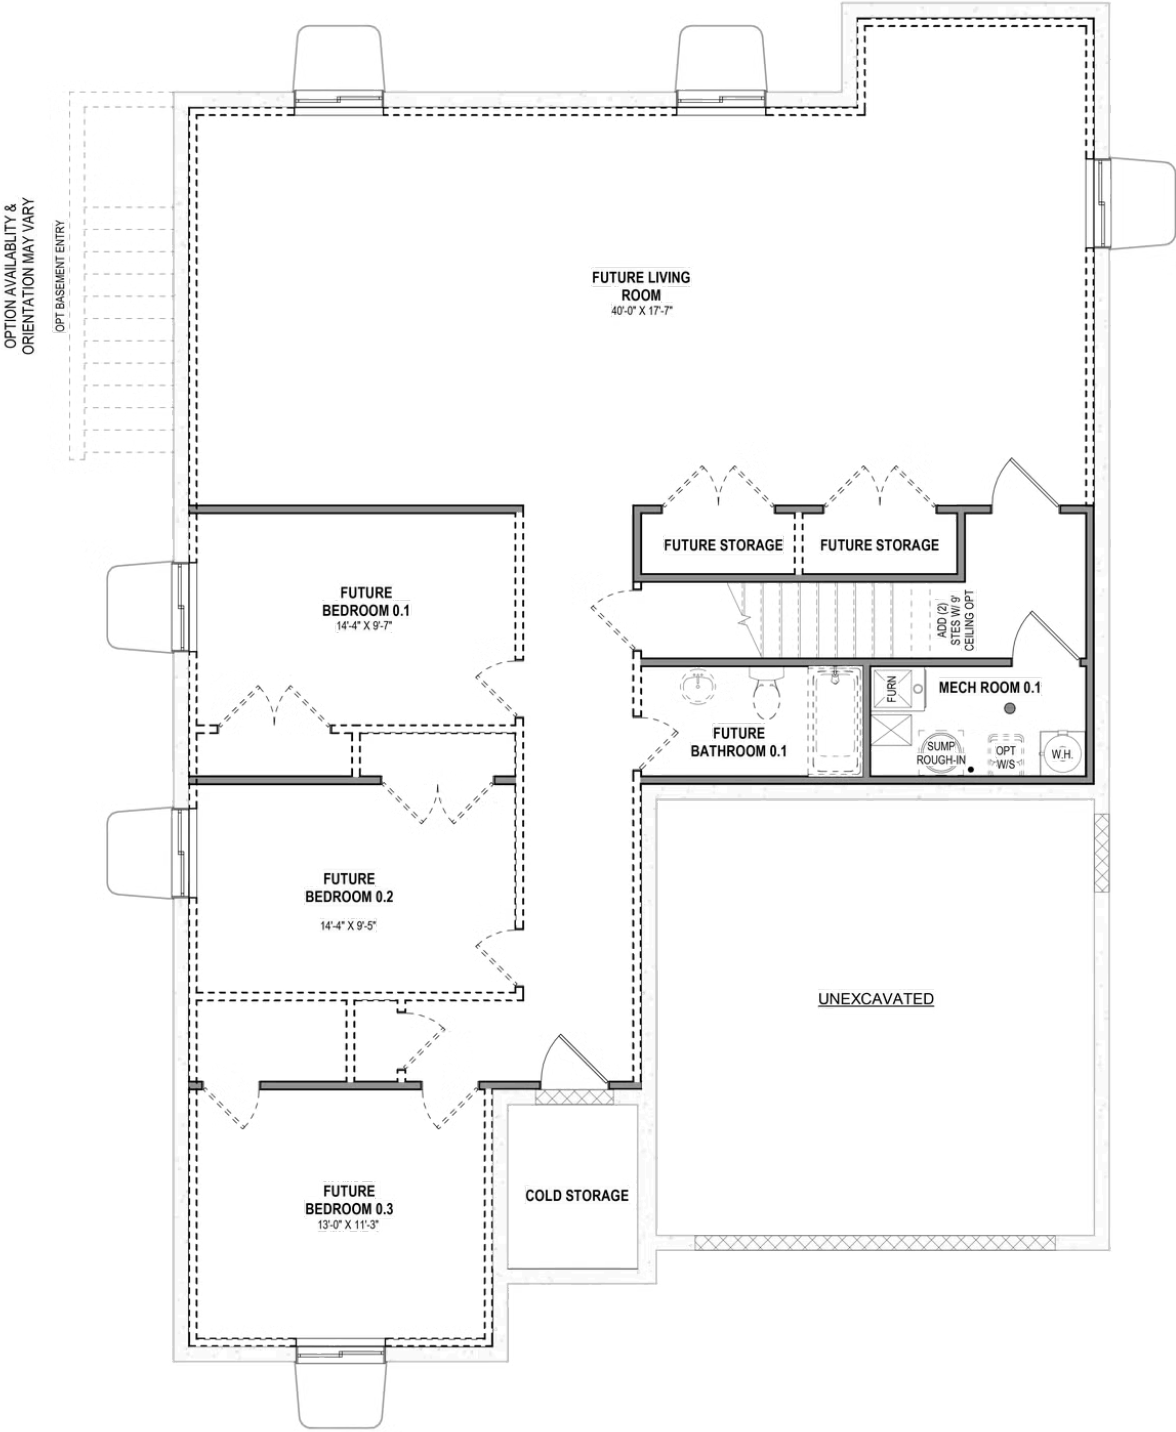 OPTION AVAILABLITY &
ORIENTATION MAY VARY
OPT BASEMENT ENTRY
FUTURE LIVING
ROOM
40'-0" X 17'-7"
FUTURE STORAGE
FUTURE STORAGE
FUTURE
BEDROOM 0.1
14'-4" X 9'-7"
ADD (2)
STES W/ 9'
CEILING OPT
FURN
MECH ROOM 0.1
FUTURE
BATHROOM 0.1
SUMP
ROUGH-IN
OPT
W/S
W.H.
FUTURE
BEDROOM 0.2
14'-4" X 9'-5"
UNEXCAVATED
FUTURE
BEDROOM 0.3
13'-0" X 11'-3"
COLD STORAGE